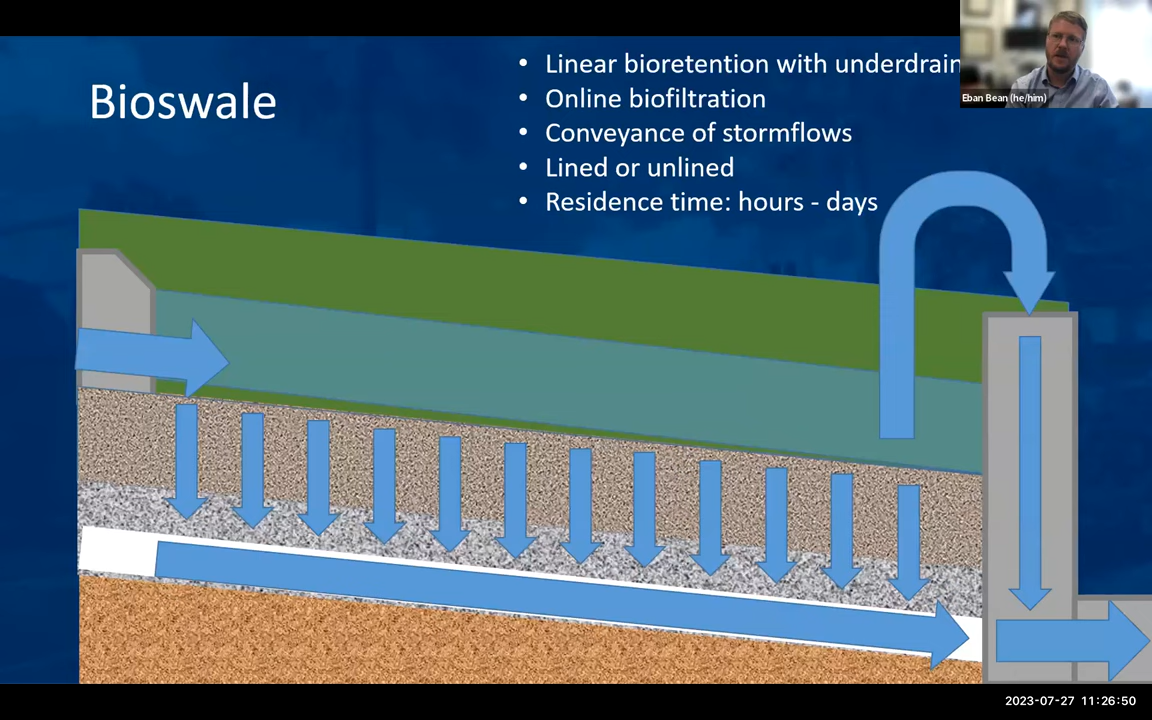 Bioswale
• Linear bioretention with underdrain
• Online biofiltration
• Conveyance of stormflows
• Lined or unlined
• Residence time: hours - days
Eban Bean (he/him)
2023-07-27 11:26:50